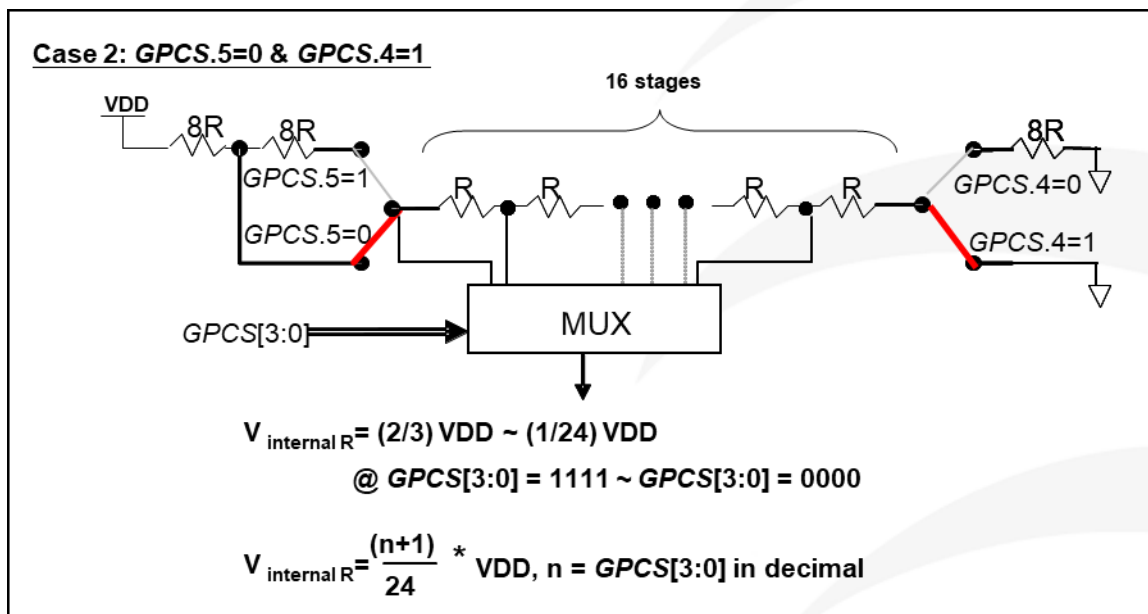 Case 2: GPCS.5=0 & GPCS.4=1
16 stages
VDD
8R
8R
8R
GPCS.5=1
R
R
R
R
GPCS.4=0
GPCS.5=0
GPCS.4=1
MUX
GPCS[3:0]
V internal R= (2/3) VDD ~ (1/24) VDD
@ GPCS[3:0] = 1111 ~ GPCS[3:0] = 0000
V internal R= (n+1)/24 * VDD, n = GPCS[3:0] in decimal